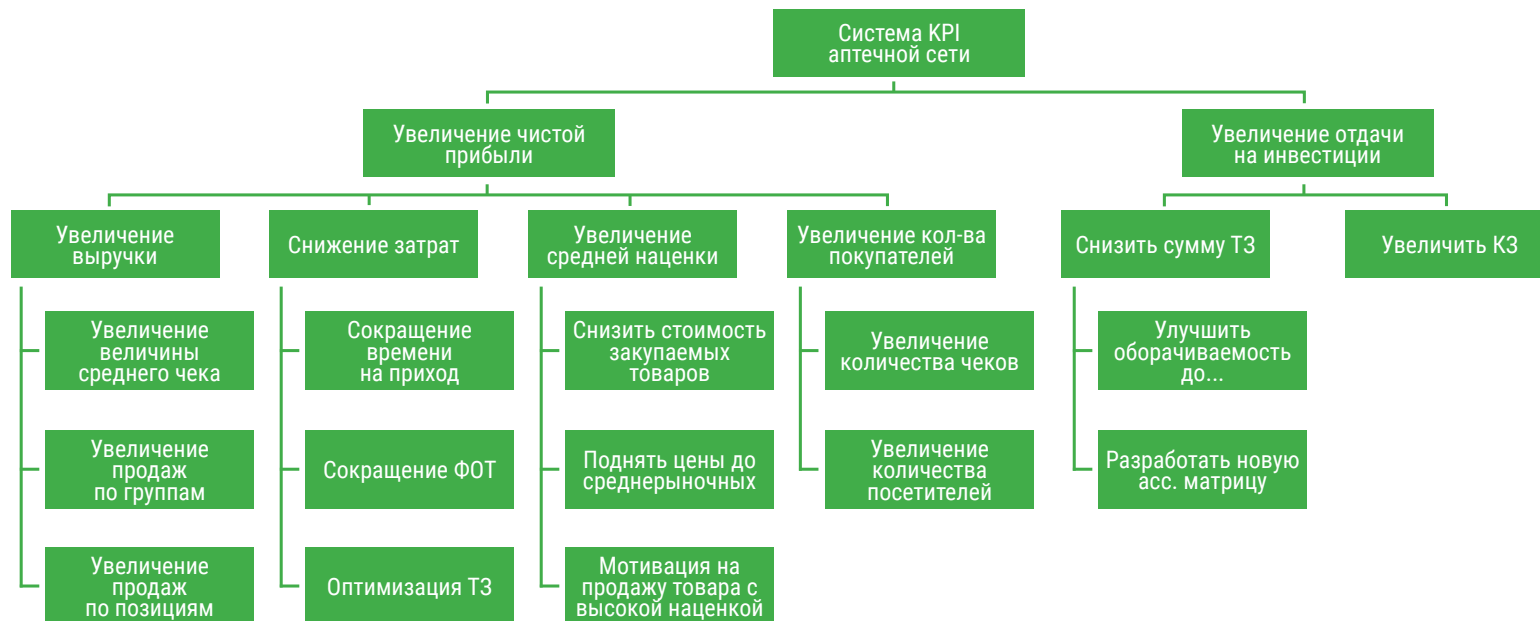 Система KPI
аптечной сети
Увеличение чистой
прибыли
Увеличение отдачи
на инвестиции
Увеличение
выручки
Снижение затрат
Увеличение
средней наценки
Увеличение кол-ва
покупателей
Снизить сумму ТЗ
Увеличить КЗ
Увеличение
величины
среднего чека
Сокращение
времени
на приход
Снизить стоимость
закупаемых
товаров
Увеличение
количества чеков
Улучшить
оборачиваемость
до...
Увеличение
продаж
по группам
Сокращение ФОТ
Поднять цены до
среднерыночных
Увеличение
количества
посетителей
Разработать новую
асс. матрицу
Увеличение
продаж
по позициям
Оптимизация ТЗ
Мотивация на
продажу товара с
высокой наценкой